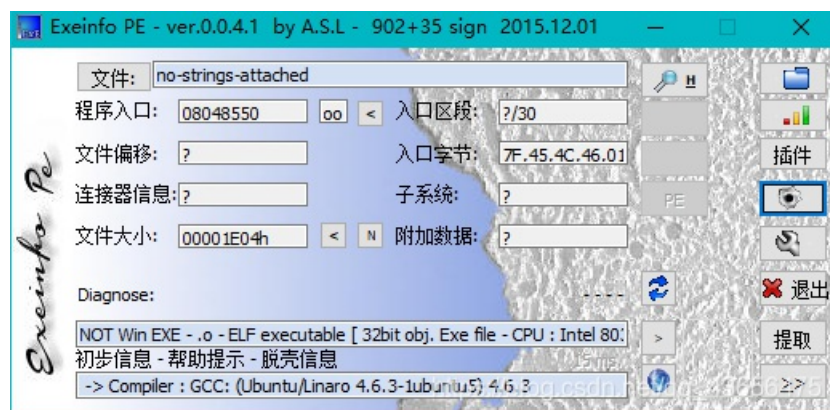 Exeinfo PE - ver.0.0.4.1 by A.S.L - 902+35 sign 2015.12.01
文件: no-strings-attached H
程序入口: 08048550 oo < 入口区段: ?/30
文件偏移: ? 入口字节: 7F.45.4C.46.01 插件
连接器信息: ? 子系统: ? PE
文件大小: 00001E04h < N 附加数据: ?
Exeinfo Pe
Diagnose: ---- 退出
NOT Win EXE - .o - ELF executable [ 32bit obj. Exe file - CPU : Intel 80 > 提取
初步信息 - 帮助提示 - 脱壳信息
-> Compiler : GCC: (Ubuntu/Linaro 4.6.3-1ubuntu5) 4.6.3 >>